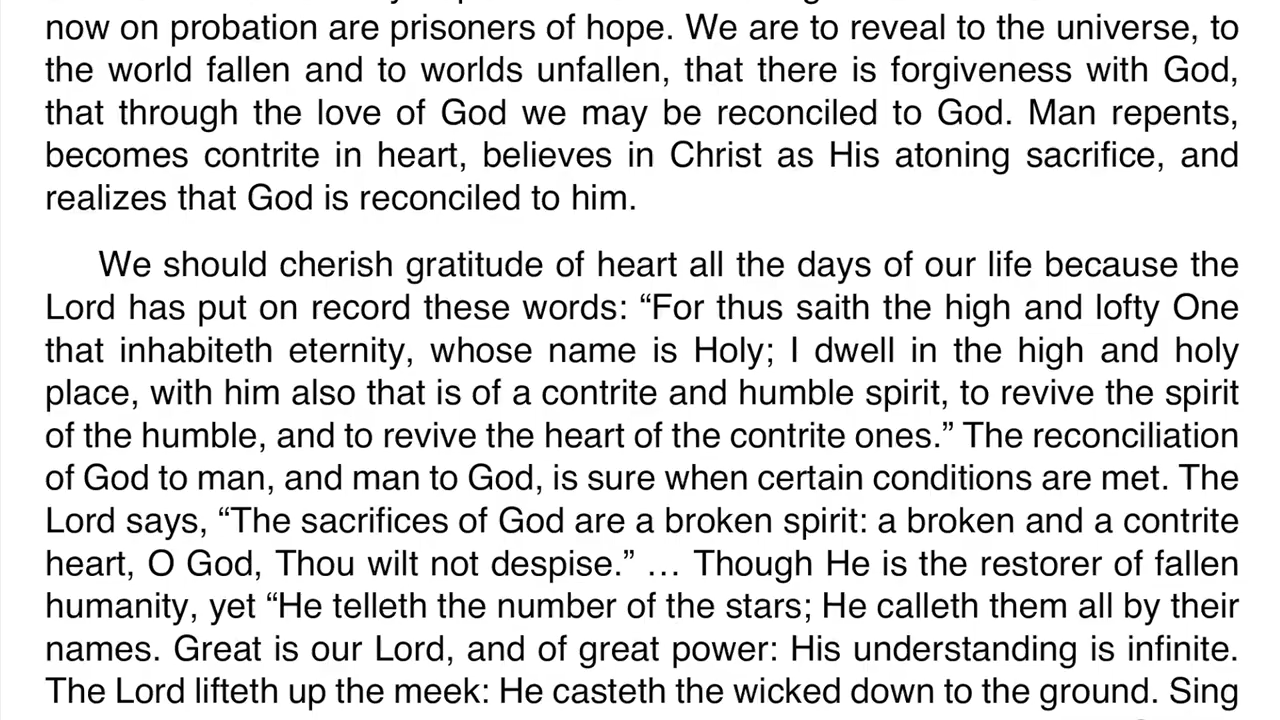 now on probation are prisoners of hope. We are to reveal to the universe, to
the world fallen and to worlds unfallen, that there is forgiveness with God,
that through the love of God we may be reconciled to God. Man repents,
becomes contrite in heart, believes in Christ as His atoning sacrifice, and
realizes that God is reconciled to him.
We should cherish gratitude of heart all the days of our life because the
Lord has put on record these words: “For thus saith the high and lofty One
that inhabiteth eternity, whose name is Holy; I dwell in the high and holy
place, with him also that is of a contrite and humble spirit, to revive the spirit
of the humble, and to revive the heart of the contrite ones.” The reconciliation
of God to man, and man to God, is sure when certain conditions are met. The
Lord says, “The sacrifices of God are a broken spirit: a broken and a contrite
heart, O God, Thou wilt not despise.” … Though He is the restorer of fallen
humanity, yet “He telleth the number of the stars; He calleth them all by their
names. Great is our Lord, and of great power: His understanding is infinite.
The Lord lifteth up the meek: He casteth the wicked down to the ground. Sing